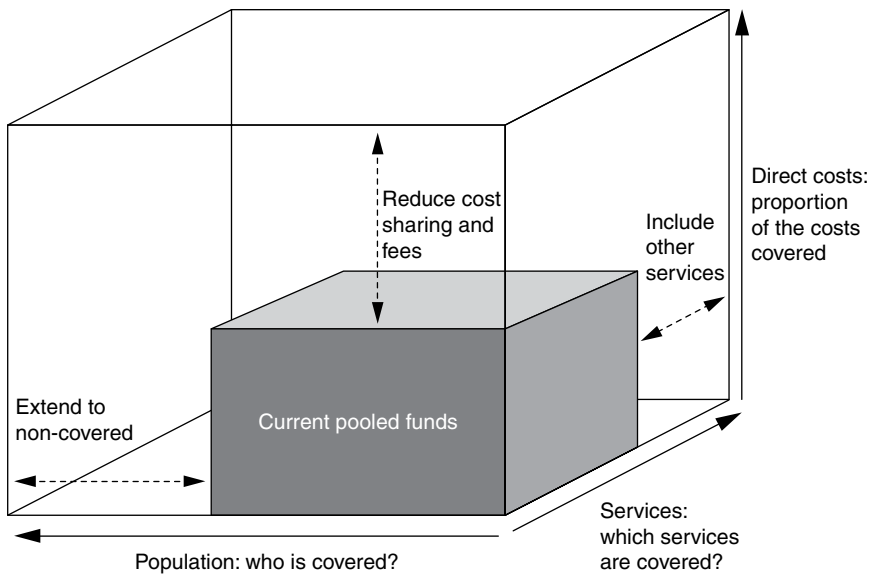 Reduce cost
sharing and
fees
Include
other
services
Direct costs:
proportion
of the costs
covered
Extend to
non-covered
Current pooled funds
Services:
which services
are covered?
Population: who is covered?